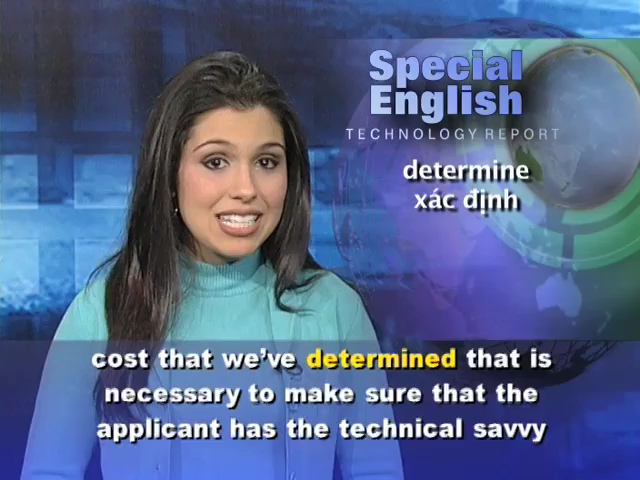 Special
English
TECHNOLOGY REPORT
determine
xác định
cost that we've determined that is
necessary to make sure that the
applicant has the technical savvy